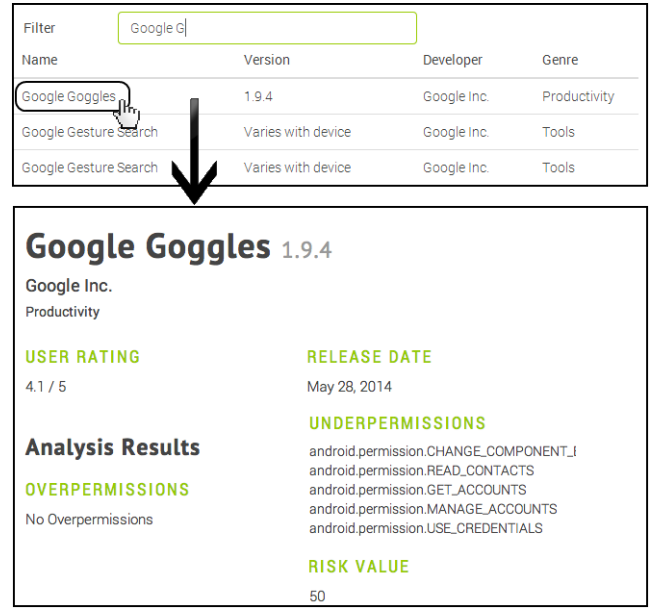 Filter Google G
Name Version Developer Genre
Google Goggles 1.9.4 Google Inc. Productivity
Google Gesture Search Varies with device Google Inc. Tools
Google Gesture Search Varies with device Google Inc. Tools
Google Goggles 1.9.4
Google Inc.
Productivity
USER RATING
4.1 / 5
RELEASE DATE
May 28, 2014
Analysis Results
OVERPERMISSIONS
No Overpermissions
UNDERPERMISSIONS
android.permission.CHANGE_COMPONENT_
android.permission.READ_CONTACTS
android.permission.GET_ACCOUNTS
android.permission.MANAGE_ACCOUNTS
android.permission.USE_CREDENTIALS
RISK VALUE
50